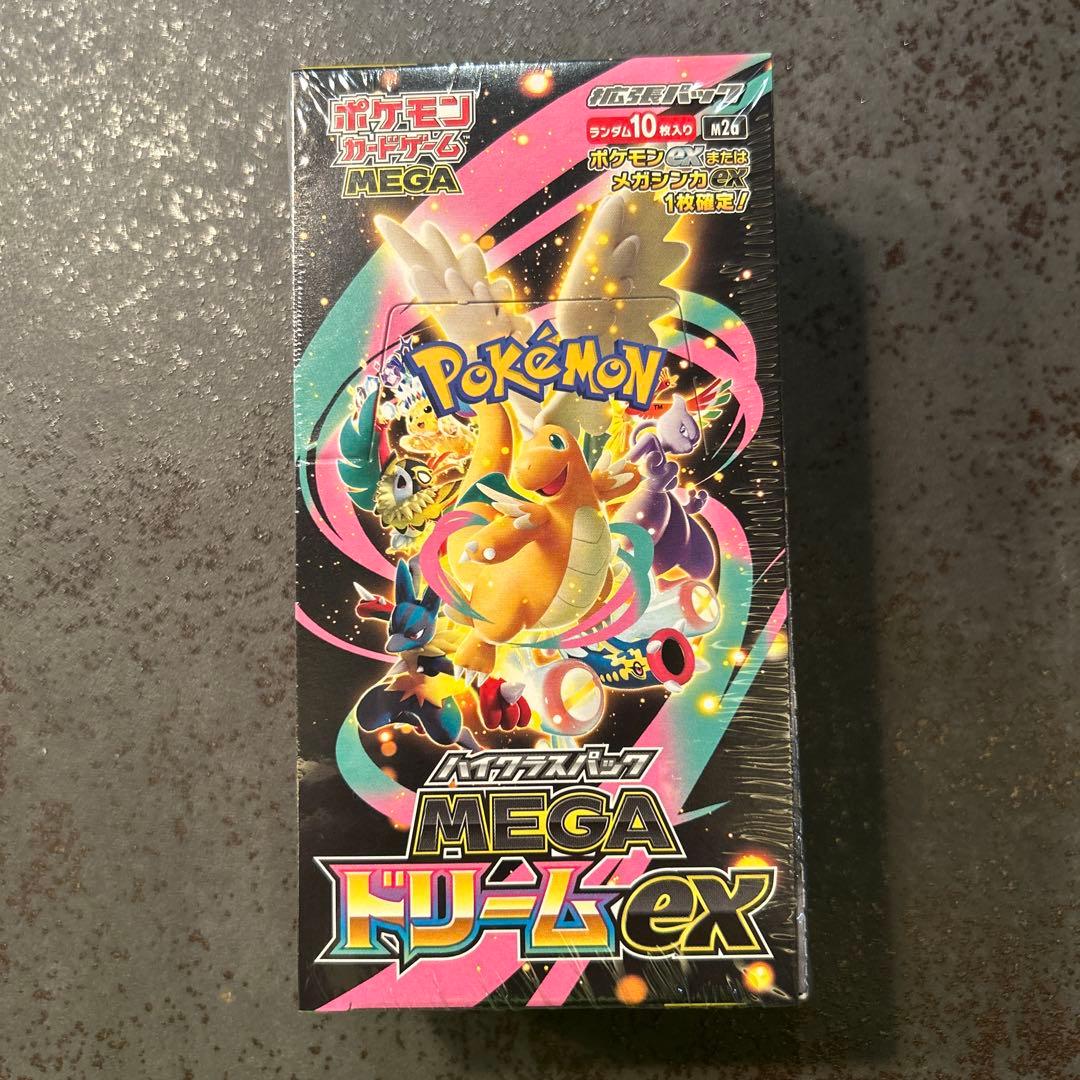 ポケモン
カードゲーム™
MEGA
拡張パック
ランダム10枚入り M2a
ポケモンexまたは
メガシンカex
1枚確定!
POKéMON
™
ハイクラスパック
MEGA
ドリームex